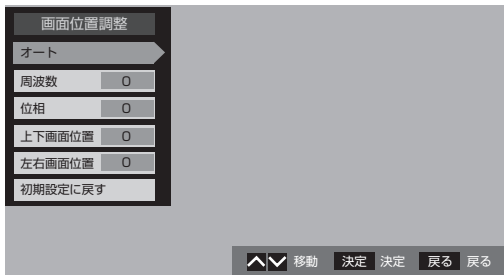 画面位置調整
オート
周波数 0
位相 0
上下画面位置 0
左右画面位置 0
初期設定に戻す
移動 決定 決定 戻る 戻る